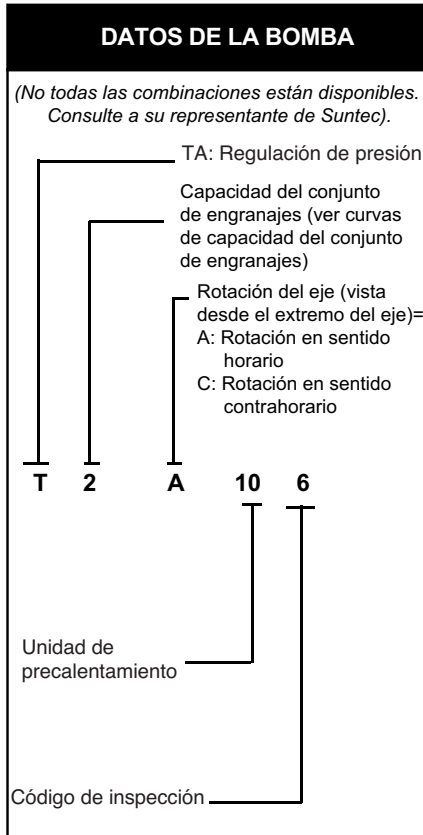 DATOS DE LA BOMBA
(No todas las combinaciones están disponibles.
Consulte a su representante de Suntec).
TA: Regulación de presión
Capacidad del conjunto
de engranajes (ver curvas
de capacidad del conjunto
de engranajes)
Rotación del eje (vista
desde el extremo del eje)=
A: Rotación en sentido
horario
C: Rotación en sentido
contrahorario
T 2 A 10 6
Unidad de
precalentamiento
Código de inspección